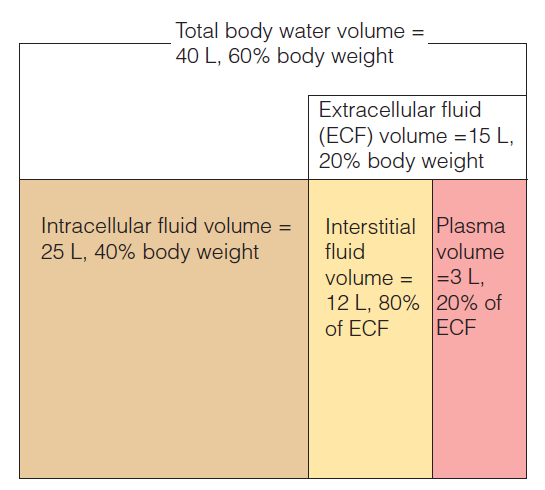 Total body water volume =
40 L, 60% body weight
Extracellular fluid
(ECF) volume =15 L,
20% body weight
Intracellular fluid volume =
25 L, 40% body weight
Interstitial
fluid
volume =
12 L, 80%
of ECF
Plasma
volume
=3 L,
20% of
ECF